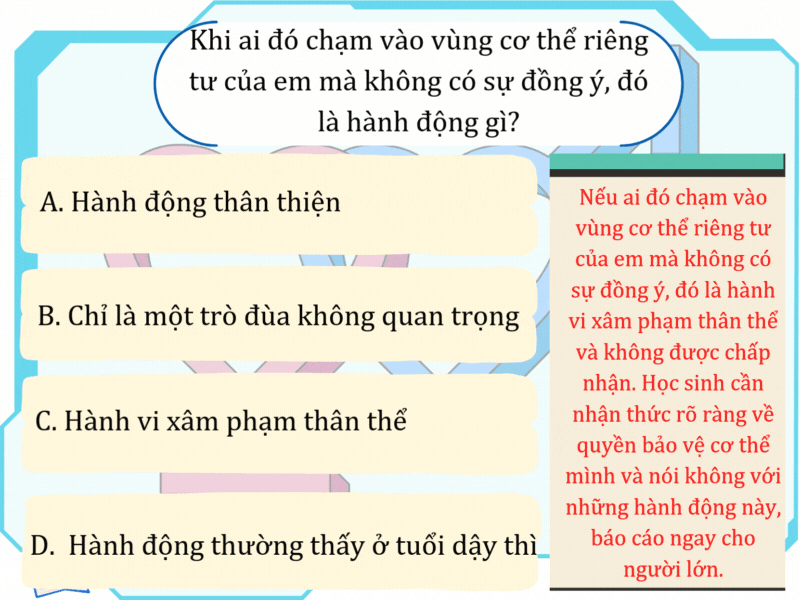 Khi ai đó chạm vào vùng cơ thể riêng
tư của em mà không có sự đồng ý, đó
là hành động gì?
A. Hành động thân thiện
B. Chỉ là một trò đùa không quan trọng
C. Hành vi xâm phạm thân thể
D. Hành động thường thấy ở tuổi dậy thì
Nếu ai đó chạm vào
vùng cơ thể riêng tư
của em mà không có
sự đồng ý, đó là hành
vi xâm phạm thân thể
và không được chấp
nhận. Học sinh cần
nhận thức rõ ràng về
quyền bảo vệ cơ thể
mình và nói không với
những hành động này,
báo cáo ngay cho
người lớn.